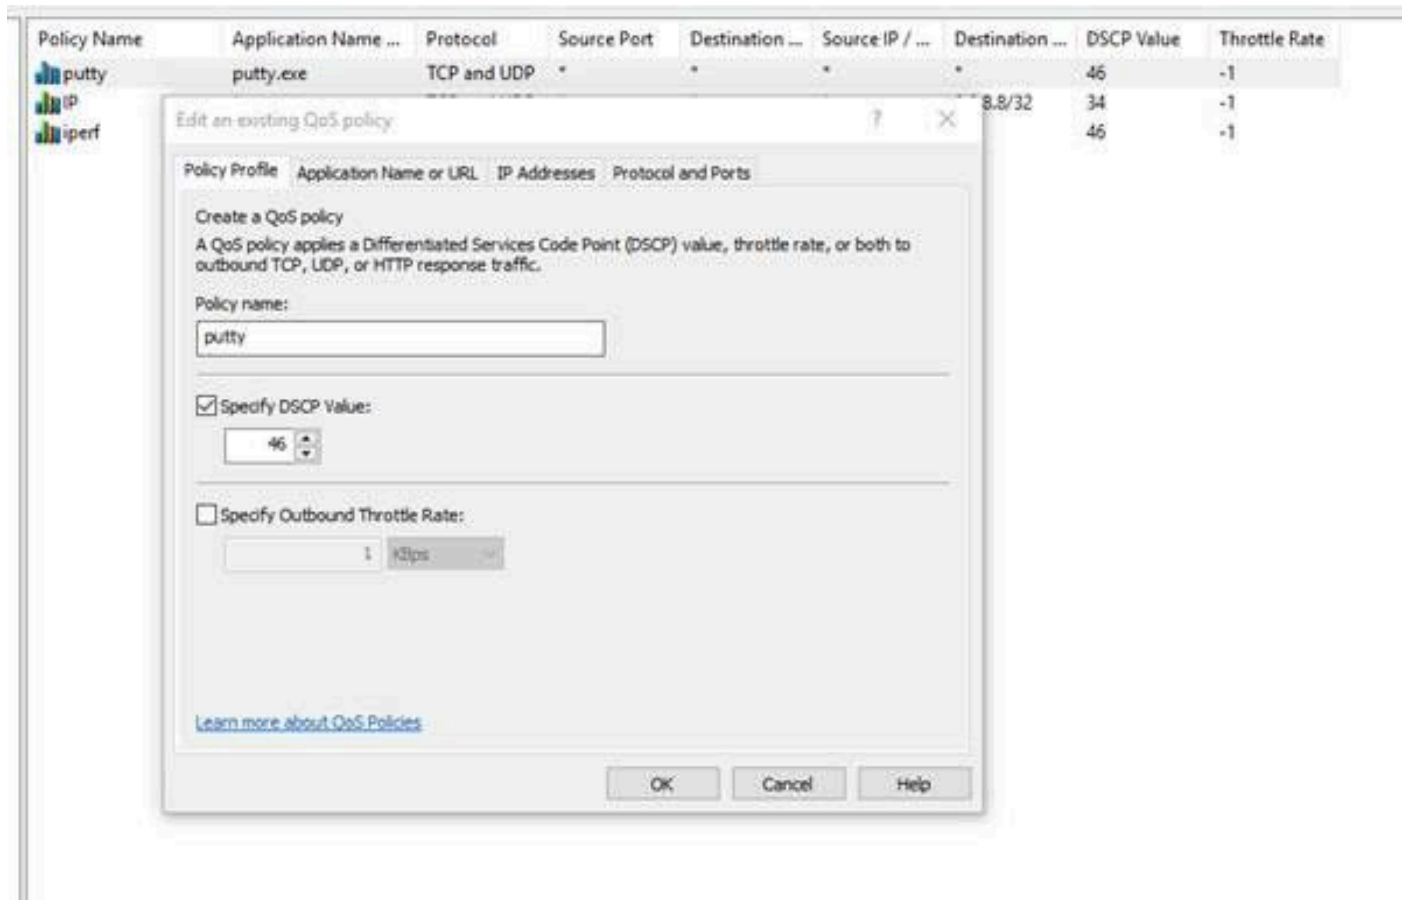 Policy Name Application Name ... Protocol Source Port Destination ... Source IP / ... Destination ... DSCP Value Throttle Rate
putty putty.exe TCP and UDP * * * * 46 -1
IP 8.8/32 34 -1
iperf 46 -1
Edit an existing QoS policy ? ×
Policy Profile Application Name or URL IP Addresses Protocol and Ports
Create a QoS policy
A QoS policy applies a Differentiated Services Code Point (DSCP) value, throttle rate, or both to
outbound TCP, UDP, or HTTP response traffic.
Policy name:
putty
Specify DSCP Value:
46
Specify Outbound Throttle Rate:
1 KBps
Learn more about QoS Policies
OK Cancel Help